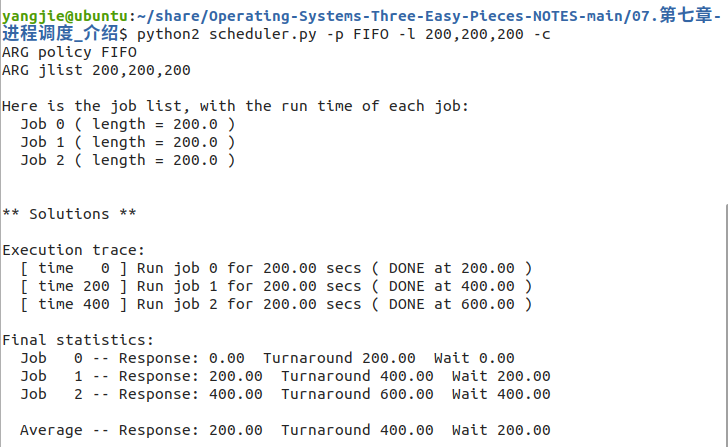 yangjie@ubuntu:~/share/Operating-Systems-Three-Easy-Pieces-NOTES-main/07.第七章-
进程调度_介绍$ python2 scheduler.py -p FIFO -l 200,200,200 -c
ARG policy FIFO
ARG jlist 200,200,200
Here is the job list, with the run time of each job:
  Job 0 ( length = 200.0 )
  Job 1 ( length = 200.0 )
  Job 2 ( length = 200.0 )
** Solutions **
Execution trace:
  [ time   0 ] Run job 0 for 200.00 secs ( DONE at 200.00 )
  [ time 200 ] Run job 1 for 200.00 secs ( DONE at 400.00 )
  [ time 400 ] Run job 2 for 200.00 secs ( DONE at 600.00 )
Final statistics:
  Job   0 -- Response: 0.00  Turnaround 200.00  Wait 0.00
  Job   1 -- Response: 200.00  Turnaround 400.00  Wait 200.00
  Job   2 -- Response: 400.00  Turnaround 600.00  Wait 400.00
  Average -- Response: 200.00  Turnaround 400.00  Wait 200.00